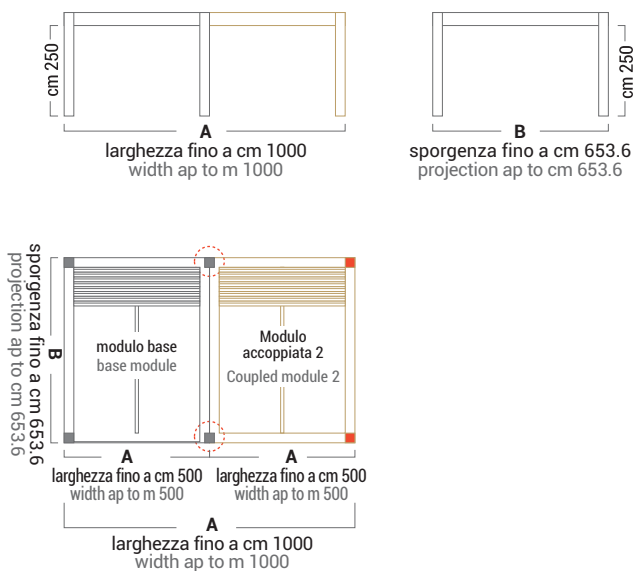 cm 250
A
larghezza fino a cm 1000
width ap to m 1000
cm 250
B
sporgenza fino a cm 653.6
projection ap to cm 653.6
sporgenza fino a cm 653.6
projection ap to cm 653.6
B
modulo base
base module
Modulo
accoppiata 2
Coupled module 2
A
larghezza fino a cm 500
width ap to m 500
A
larghezza fino a cm 500
width ap to m 500
A
larghezza fino a cm 1000
width ap to m 1000